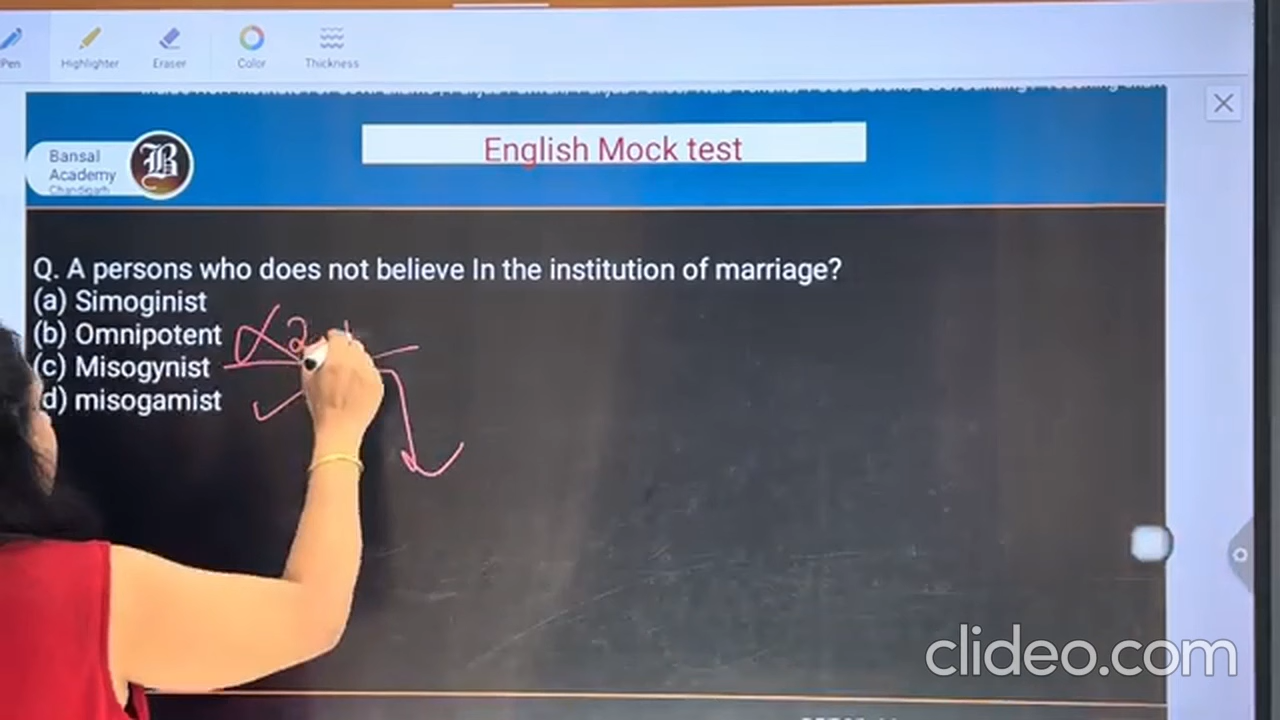 Pen Highlighter Eraser Color Thickness
English Mock test
Bansal
Academy
Chandigarh
B
Q. A persons who does not believe In the institution of marriage?
(a) Simoginist
(b) Omnipotent
(c) Misogynist
d) misogamist
clideo.com